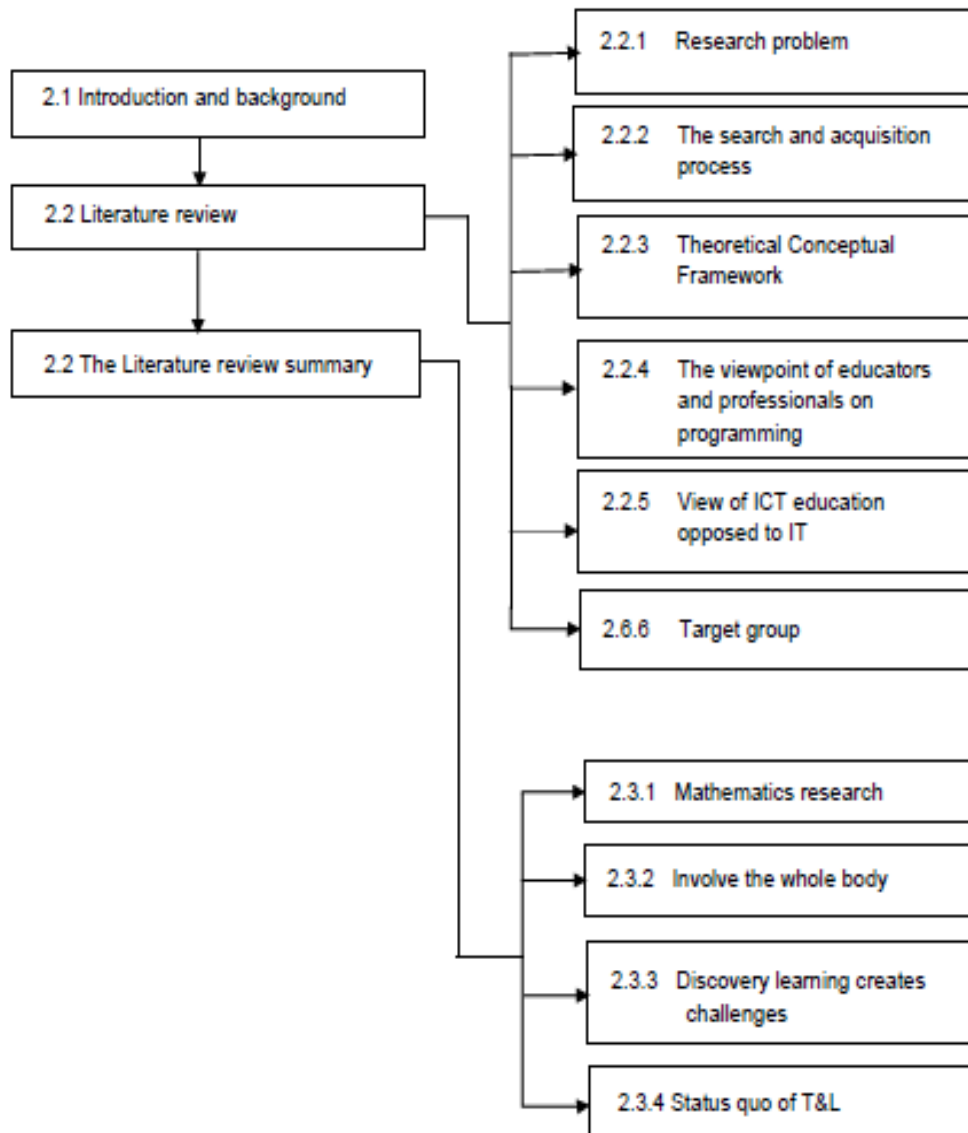 2.1 Introduction and background
2.2 Literature review
2.2 The Literature review summary
2.2.1 Research problem
2.2.2 The search and acquisition
process
2.2.3 Theoretical Conceptual
Framework
2.2.4 The viewpoint of educators
and professionals on
programming
2.2.5 View of ICT education
opposed to IT
2.6.6 Target group
2.3.1 Mathematics research
2.3.2 Involve the whole body
2.3.3 Discovery learning creates
challenges
2.3.4 Status quo of T&L